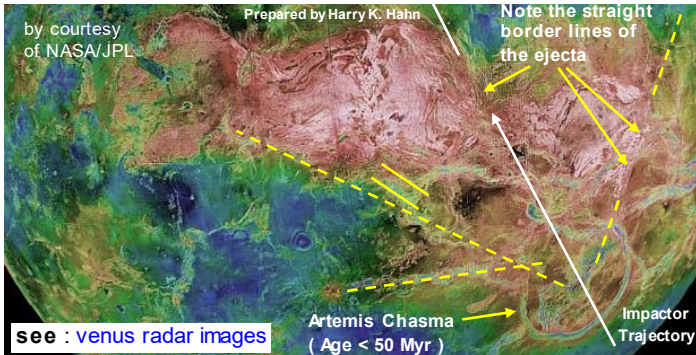 by courtesy
of NASA/JPL
Prepared by Harry K. Hahn
Note the straight
border lines of
the ejecta
Artemis Chasma
( Age < 50 Myr )
Impactor
Trajectory
see : venus radar images